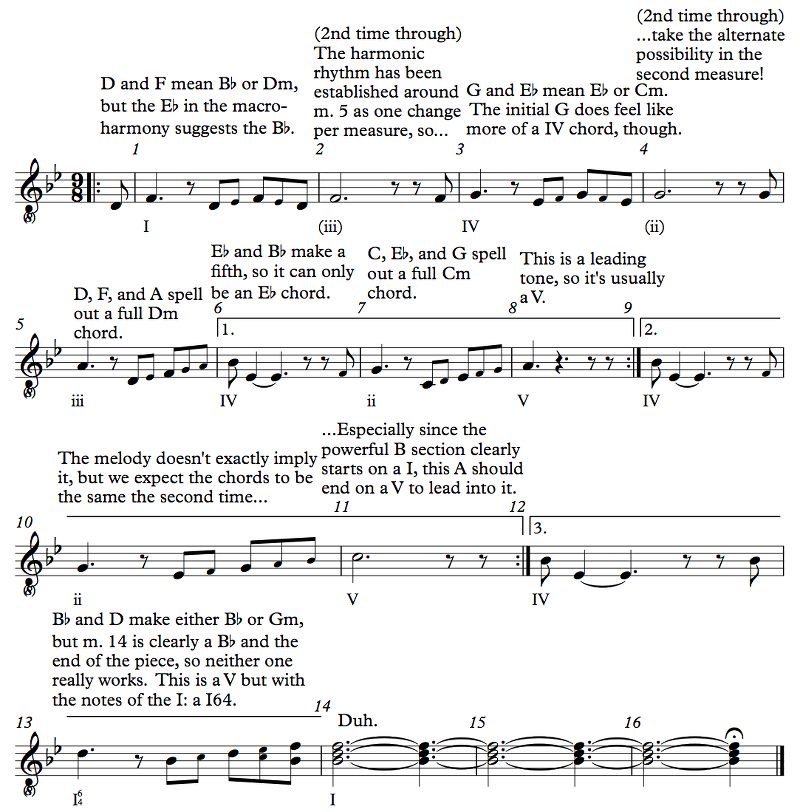 (2nd time through)
...take the alternate
possibility in the
second measure!
(2nd time through)
The harmonic
rhythm has been
established around
m. 5 as one change
per measure, so...
D and F mean B♭ or Dm,
but the E♭ in the macro-
harmony suggests the B♭.
G and E♭ mean E♭ or Cm.
The initial G does feel like
more of a IV chord, though.
1 2 3 4
9
8
8
I (iii) IV (ii)
D, F, and A spell
out a full Dm
chord.
E♭ and B♭ make a
fifth, so it can only
be an E♭ chord.
C, E♭, and G spell
out a full Cm
chord.
This is a leading
tone, so it's usually
a V.
5 6 7 8 9
1. 2.
8
iii IV ii V IV
The melody doesn't exactly imply
it, but we expect the chords to be
the same the second time...
...Especially since the
powerful B section clearly
starts on a I, this A should
end on a V to lead into it.
10 11 12
3.
8
ii V IV
B♭ and D make either B♭ or Gm,
but m. 14 is clearly a B♭ and the
end of the piece, so neither one
really works. This is a V but with
the notes of the I: a I64.
Duh.
13 14 15 16
8
I64 I